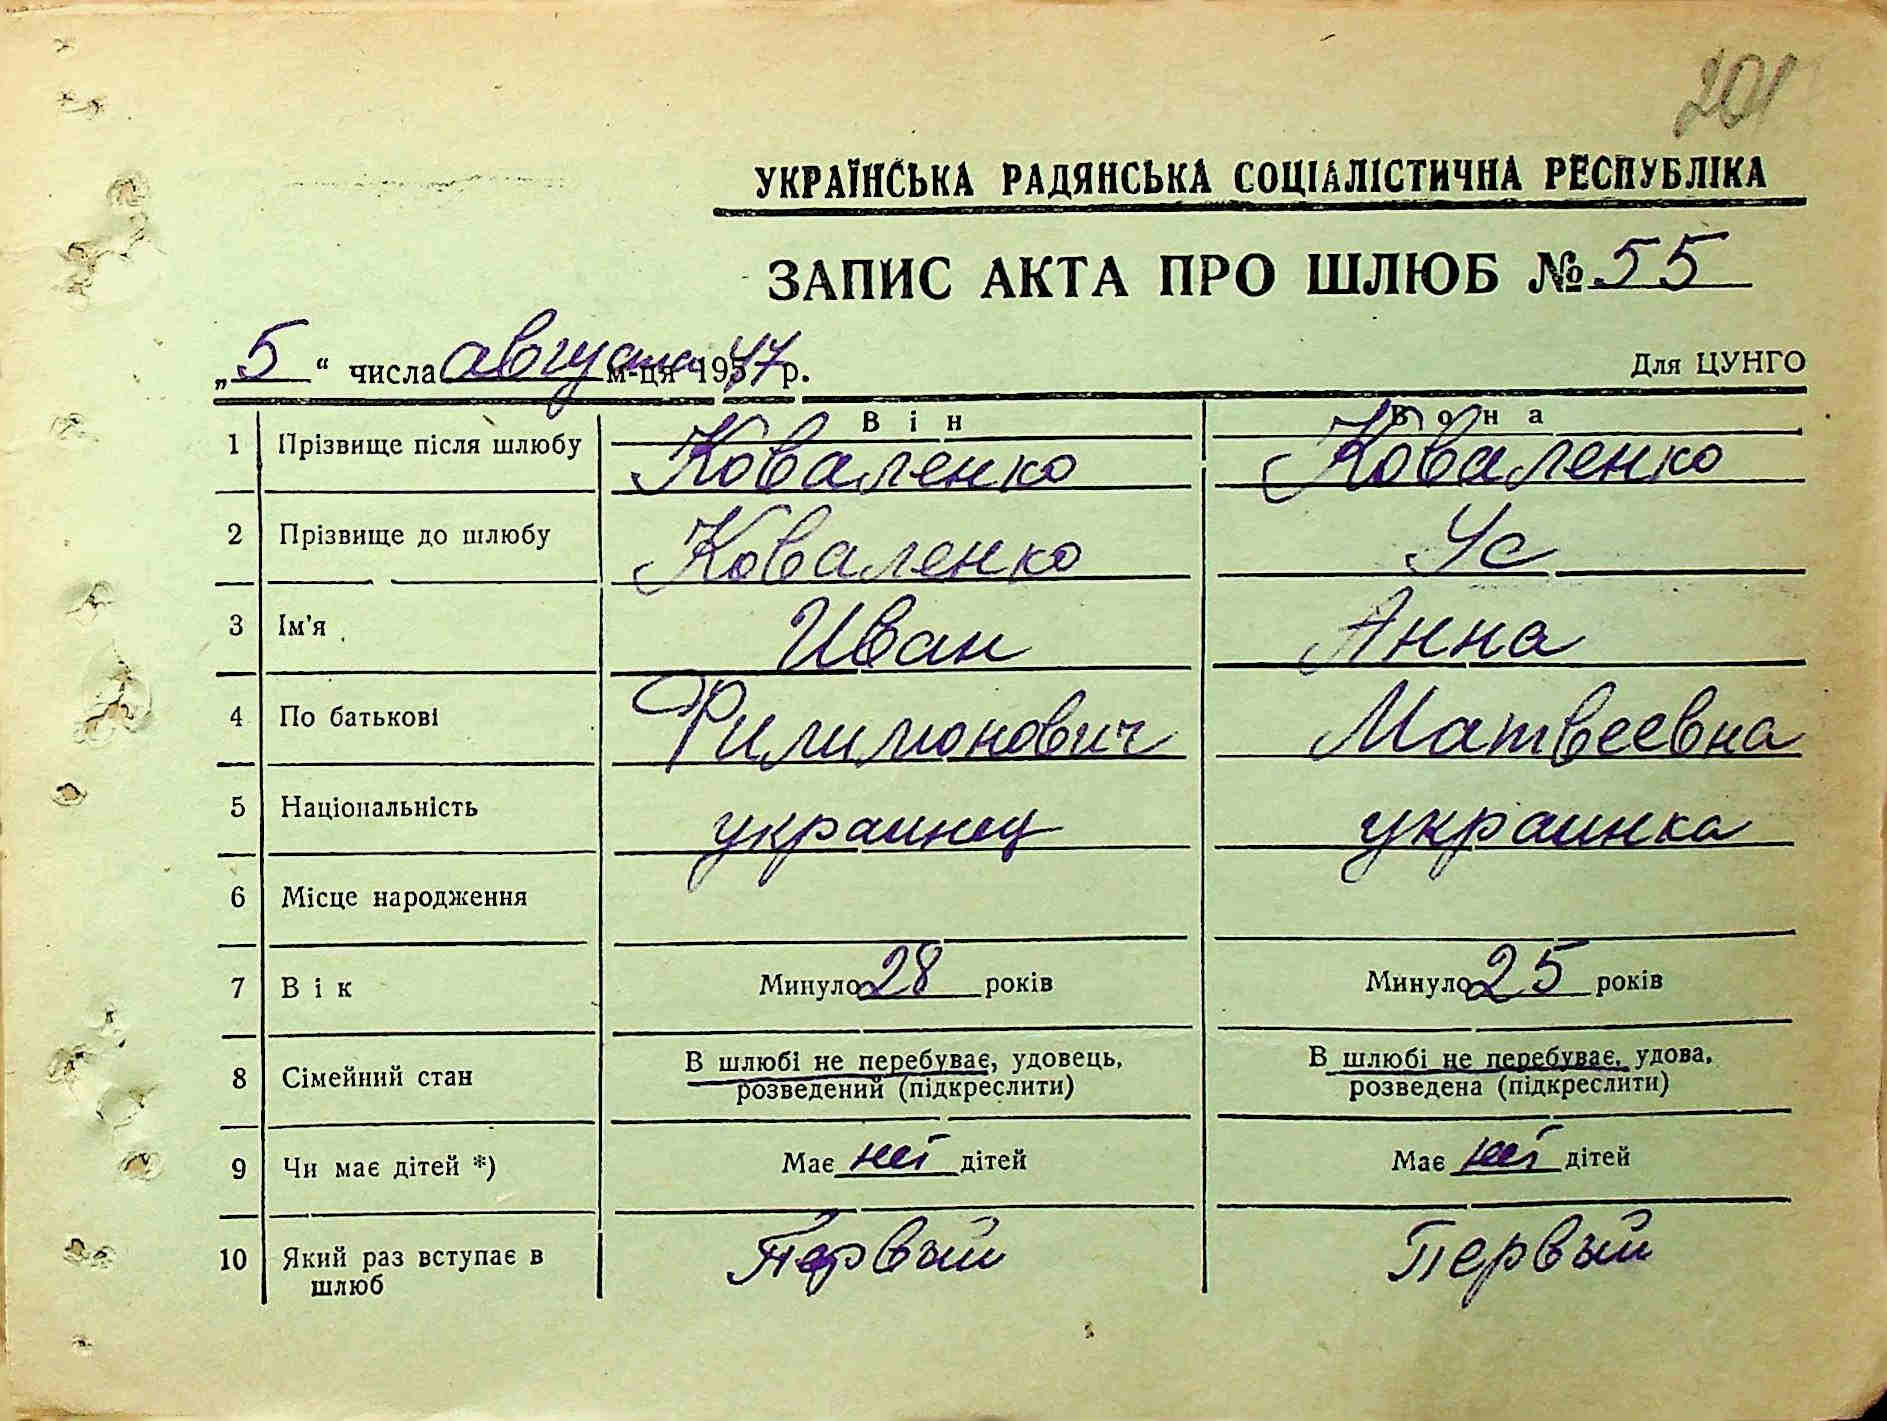 201
УКРАЇНСЬКА РАДЯНСЬКА СОЦІАЛІСТИЧНА РЕСПУБЛІКА
ЗАПИС АКТА ПРО ШЛЮБ № 55
„5" числа августа м-ця 1947 р.
Для ЦУНГО
Він Вона
1 Прізвище після шлюбу Коваленко Коваленко
2 Прізвище до шлюбу Коваленко Ус
3 Ім'я Иван Анна
4 По батькові Филимонович Матвеевна
5 Національність украинец украинка
6 Місце народження
7 Вік Минуло 28 років Минуло 25 років
8 Сімейний стан В шлюбі не перебуває, удовець, В шлюбі не перебуває, удова,
розведений (підкреслити) розведена (підкреслити)
9 Чи має дітей *) Має неї дітей Має неї дітей
10 Який раз вступає в Первый Первый
шлюб